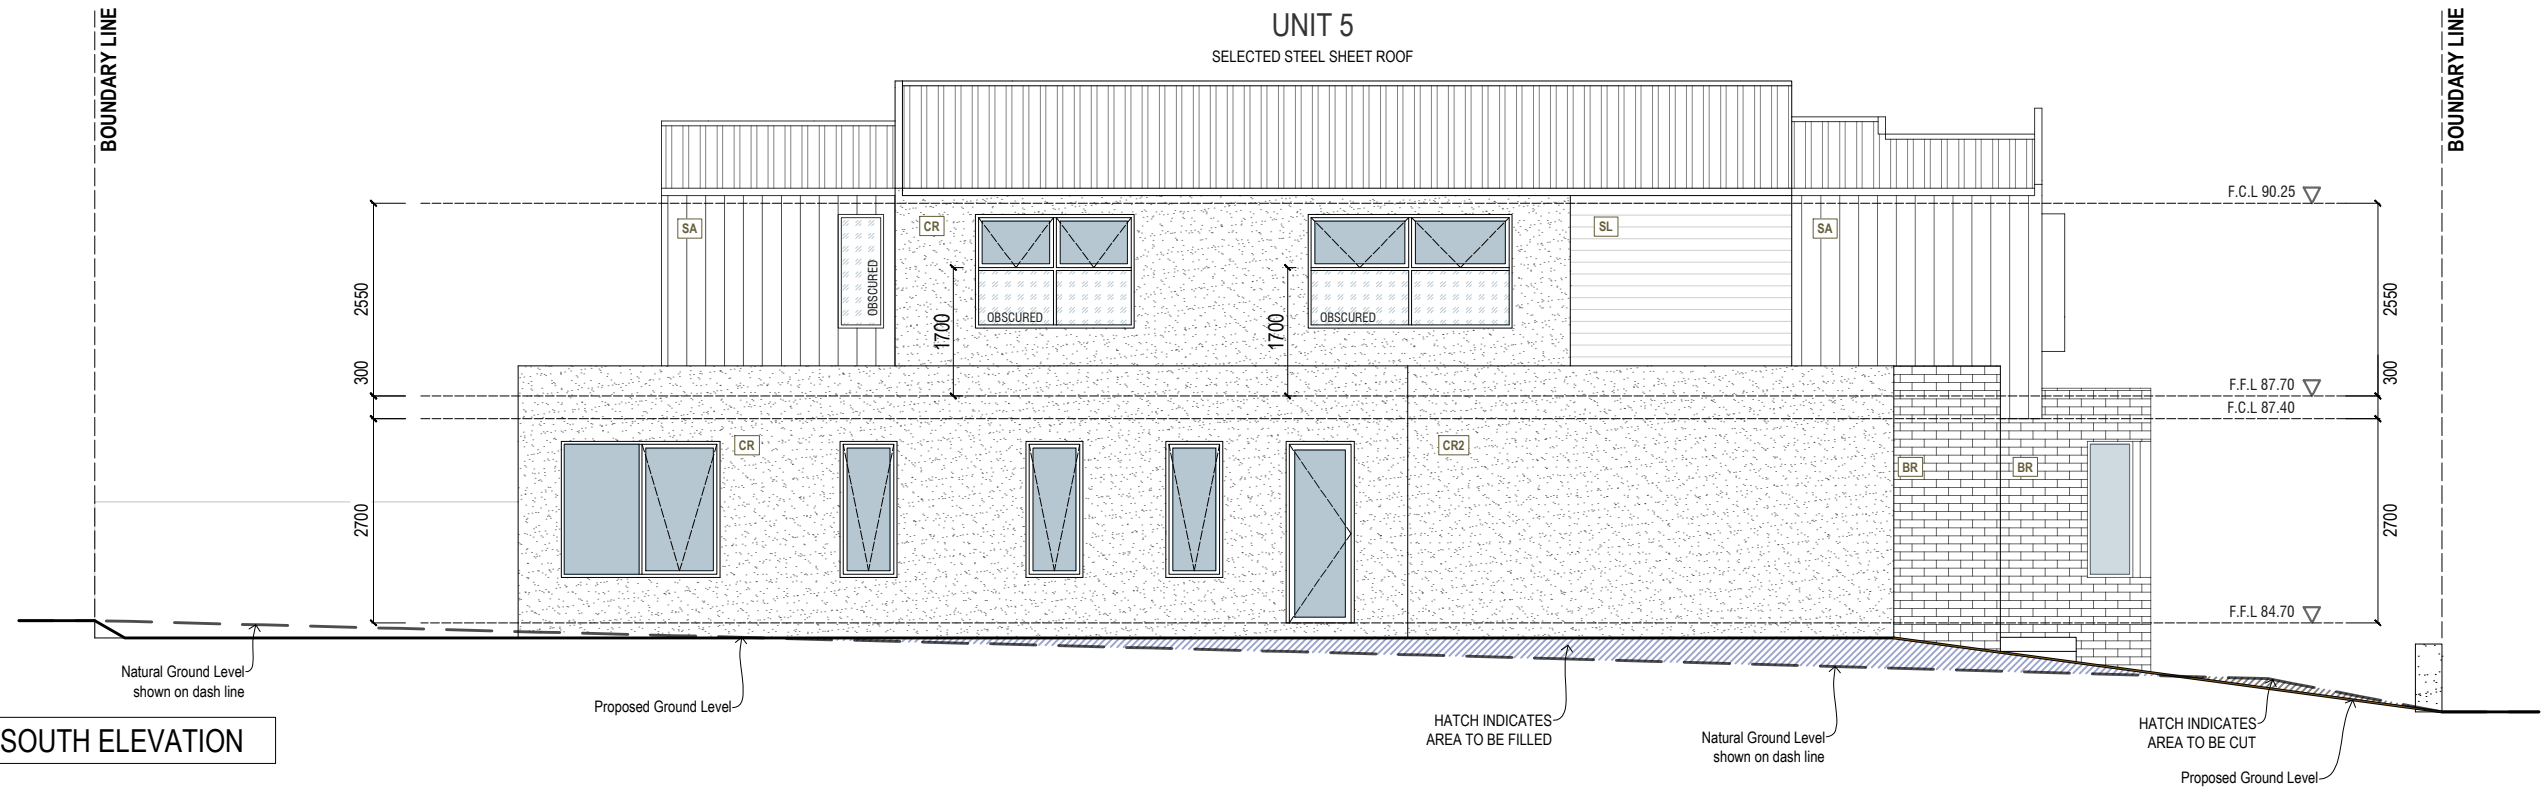 UNIT 5
SELECTED STEEL SHEET ROOF
BOUNDARY LINE
BOUNDARY LINE
F.C.L 90.25
SA
CR
SL
SA
OBSCURED
OBSCURED
OBSCURED
2550
1700
1700
2550
300
300
F.F.L 87.70
F.C.L 87.40
CR
CR2
BR
BR
2700
2700
F.F.L 84.70
Natural Ground Level
shown on dash line
Proposed Ground Level
HATCH INDICATES
AREA TO BE FILLED
Natural Ground Level
shown on dash line
HATCH INDICATES
AREA TO BE CUT
Proposed Ground Level
SOUTH ELEVATION